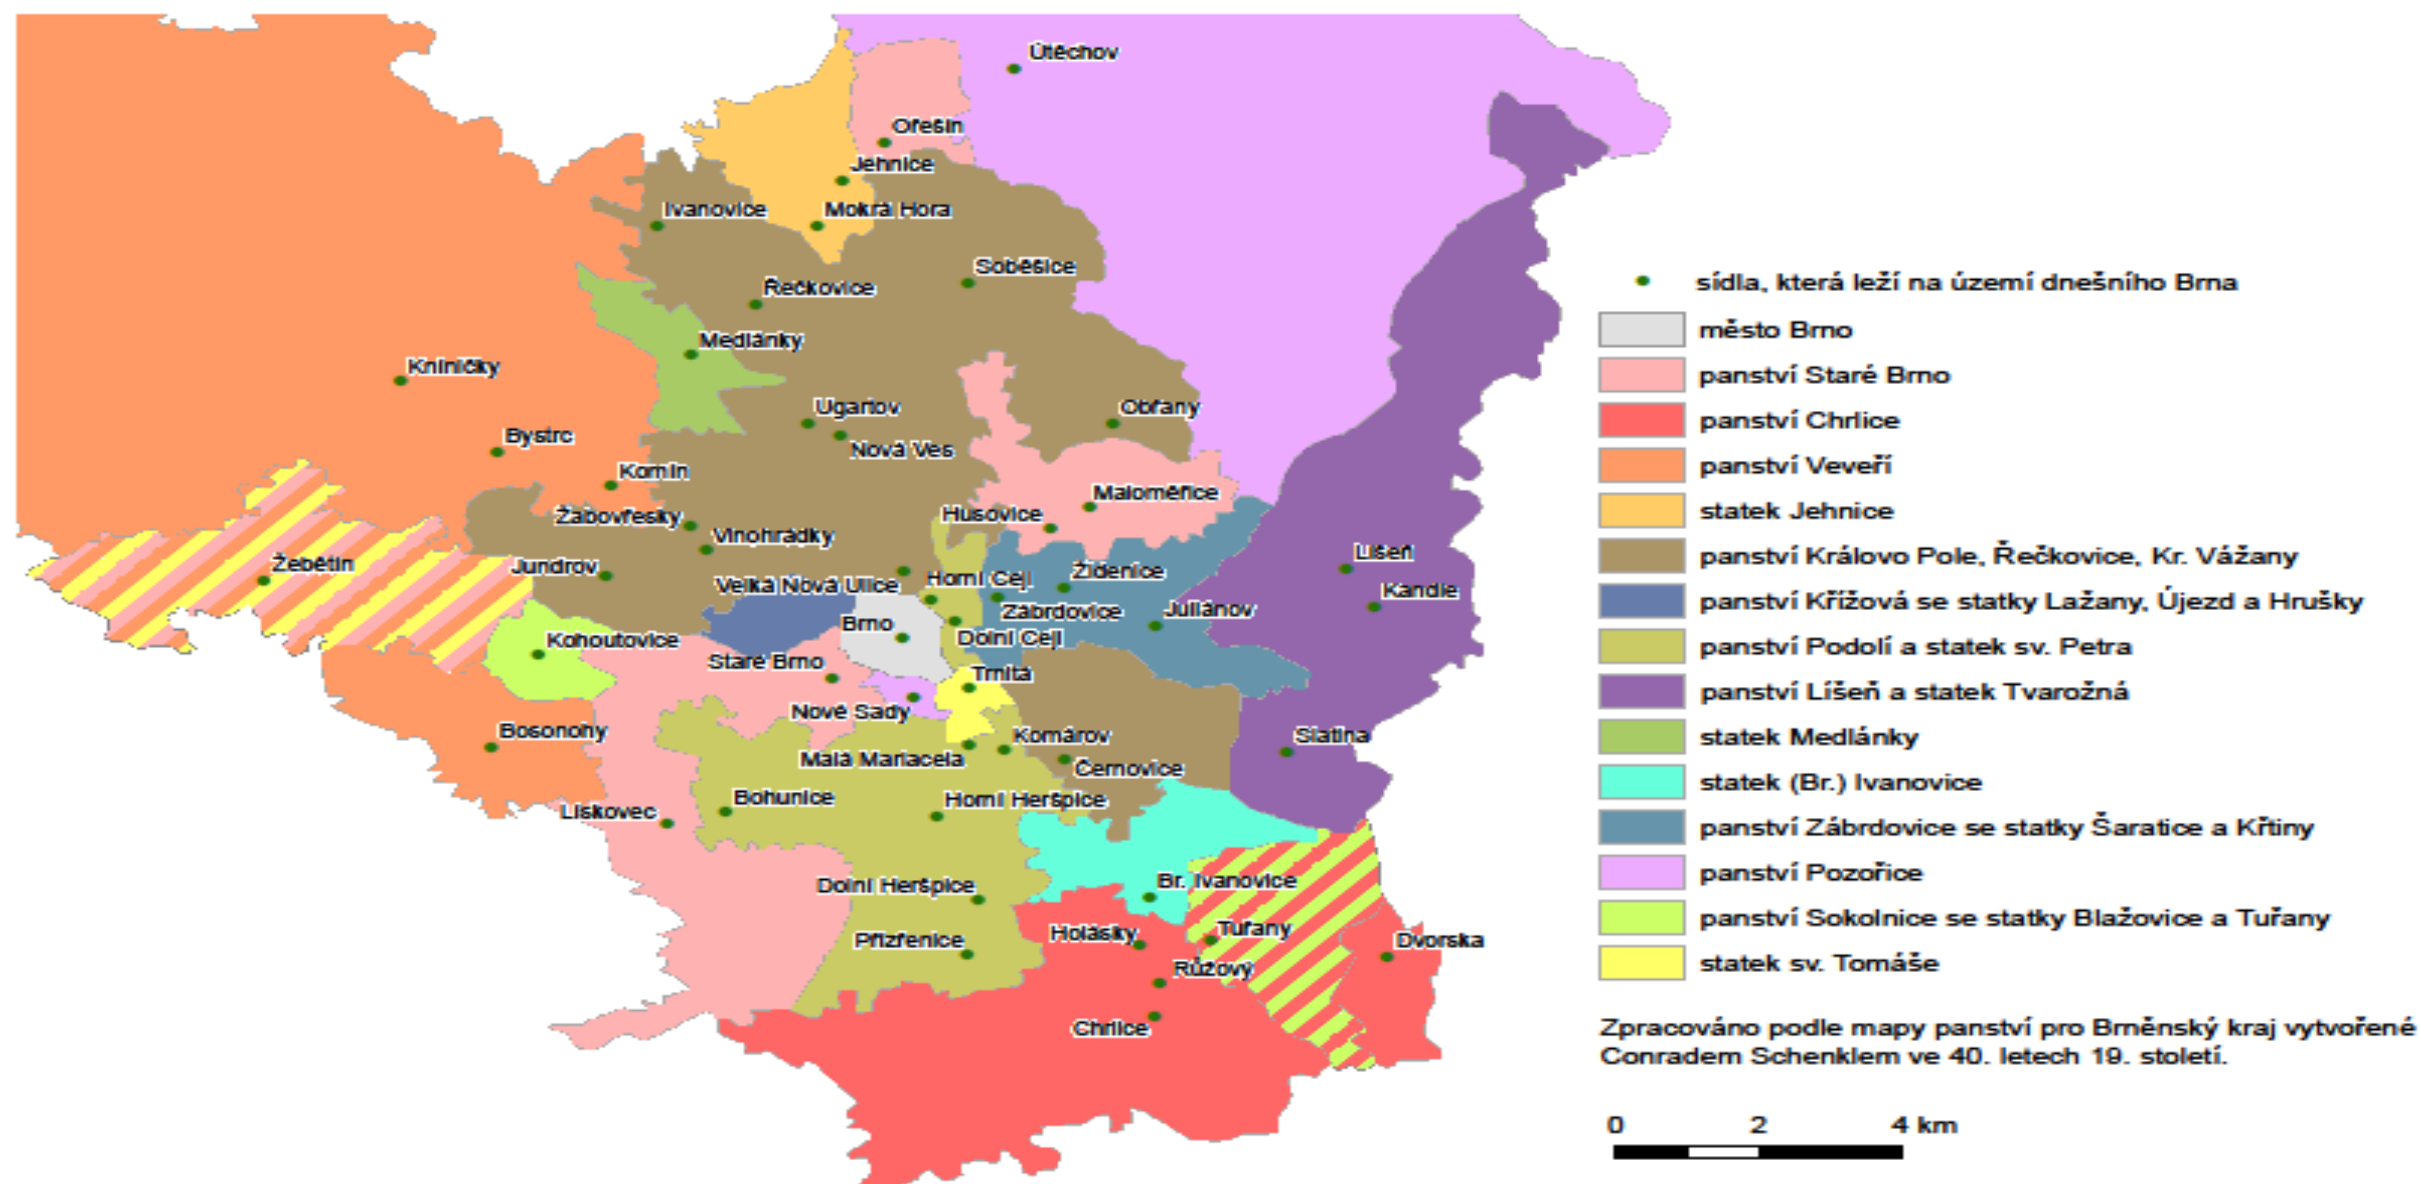 Útěchov
Ořešín
Jehnice
Ivanovice
Mokrá Hora
Soběšice
Řečkovice
Medlánky
Kníničky
Ugartov
Obřany
Bystrc
Nová Ves
Komín
Maloměřice
Husovice
Žabovřesky
Vinohrádky
Líšeň
Žebětín
Jundrov
Velká Nová Ulice
Horní Cejl
Židenice
Kandie
Zábrdovice
Juliánov
Brno
Dolní Cejl
Kohoutovice
Staré Brno
Trnitá
Nové Sady
Bosonohy
Komárov
Slatina
Malá Mariacela
Černovice
Bohunice
Horní Heršpice
Lískovec
Dolní Heršpice
Br. Ivanovice
Holásky
Tuřany
Přízřenice
Dvorska
Růžový
Chrlice
sídla, která leží na území dnešního Brna
město Brno
panství Staré Brno
panství Chrlice
panství Veveří
statek Jehnice
panství Královo Pole, Řečkovice, Kr. Vážany
panství Křížová se statky Lažany, Újezd a Hrušky
panství Podolí a statek sv. Petra
panství Líšeň a statek Tvarožná
statek Medlánky
statek (Br.) Ivanovice
panství Zábrdovice se statky Šaratice a Křtiny
panství Pozořice
panství Sokolnice se statky Blažovice a Tuřany
statek sv. Tomáše
Zpracováno podle mapy panství pro Brněnský kraj vytvořené
Conradem Schenklem ve 40. letech 19. století.
0 2 4 km